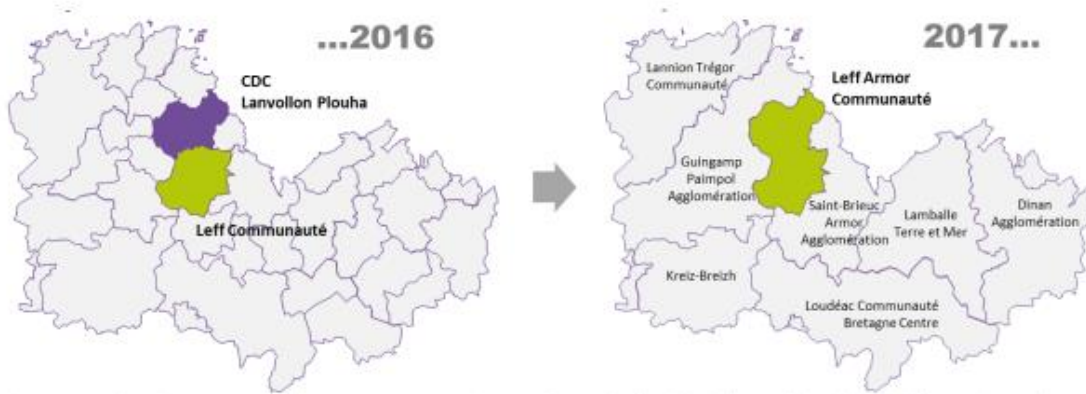 ...2016
CDC
Lanvollon Plouha
Leff Communauté
2017...
Lannion Trégor
Communauté
Leff Armor
Communauté
Guingamp
Paimpol
Agglomération
Saint-Brieuc
Armor
Agglomération
Lamballe
Terre et Mer
Dinan
Agglomération
Kreiz-Breizh
Loudéac Communauté
Bretagne Centre